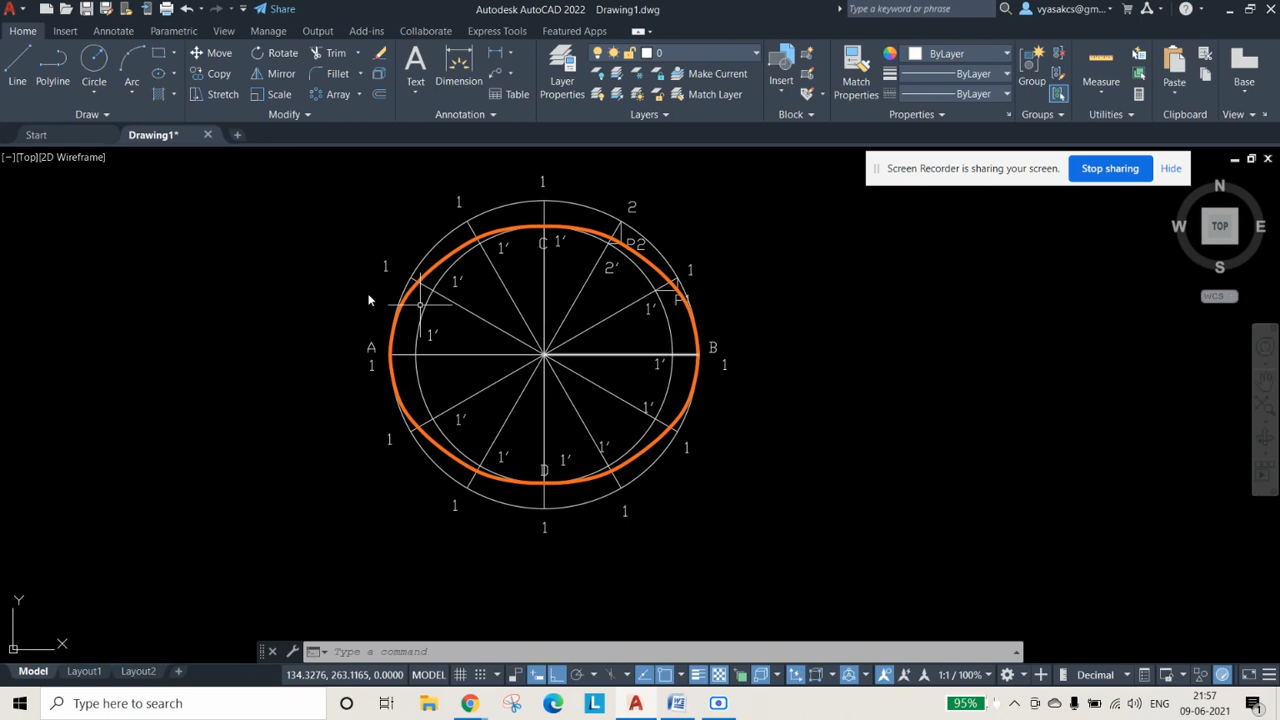 Share
Autodesk AutoCAD 2022 Drawing1.dwg
Type a keyword or phrase
vyasakcs@gm...
Home Insert Annotate Parametric View Manage Output Add-ins Collaborate Express Tools Featured Apps
Line Polyline Circle Arc
Move Rotate Trim
Copy Mirror Fillet
Stretch Scale Array
Text Dimension Table
Layer Properties
0
Make Current
Match Layer
Insert
Match Properties
ByLayer
ByLayer
ByLayer
Group
Measure
Paste
Base
Draw Modify Annotation Layers Block Properties Groups Utilities Clipboard View
Start Drawing1*
[−][Top][2D Wireframe]
Screen Recorder is sharing your screen. Stop sharing Hide
N
W TOP E
S
WCS
1
1 2
C 1′ P2
1′
1 2′ 1
1′ P1
1′
1′
A B
1 1′ 1
1′
1′ 1′
1′ 1′
1 1
D
1 1
1
Y
X
Type a command
Model Layout1 Layout2
134.3276, 263.1165, 0.0000 MODEL 1:1 / 100% Decimal
Type here to search
95% ENG 21:57
09-06-2021